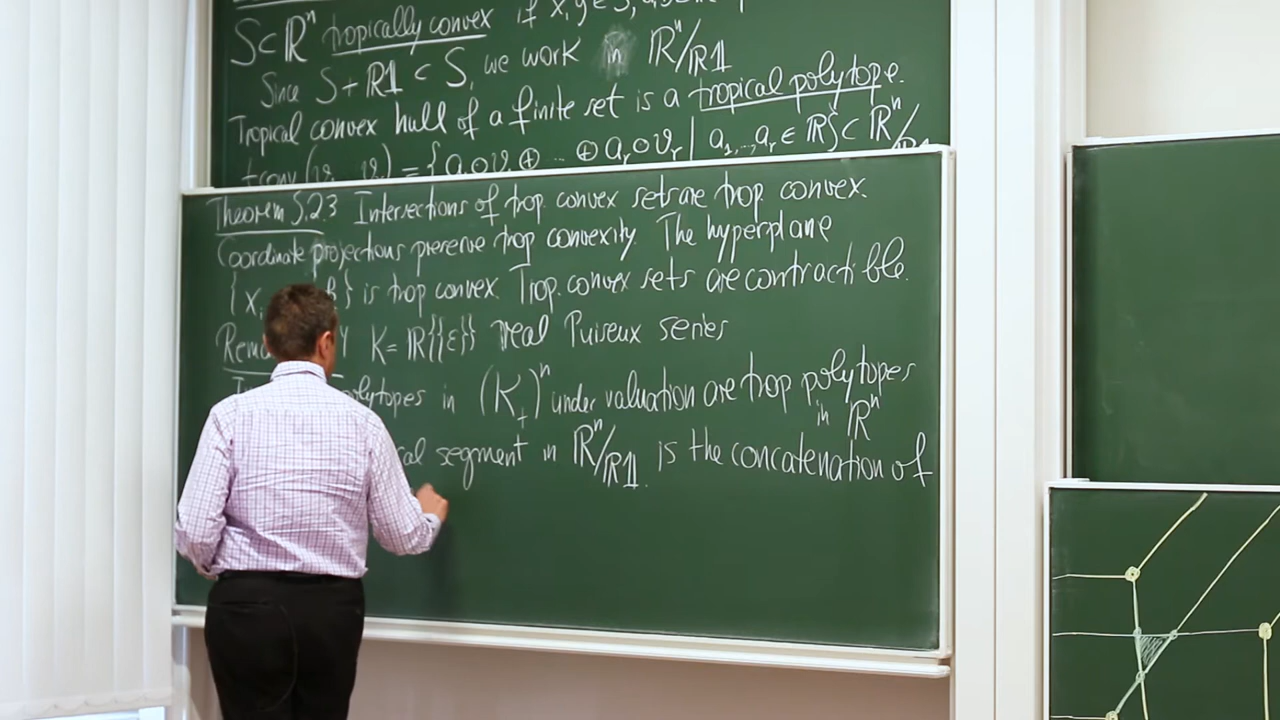 S⊂ℝⁿ tropically convex if x,y∈S,
Since S+ℝ𝟙 ⊂ S, we work in ℝⁿ/ℝ𝟙
Tropical convex hull of a finite set is a tropical polytope.
= {a₁⊙v₁⊕ ... ⊕ aᵣ⊙vᵣ | a₁,...,aᵣ ∈ ℝ} ⊂ ℝⁿ/
Theorem 5.2.3 Intersections of trop convex sets are trop convex.
Coordinate projections preserve trop convexity. The hyperplane
{x } is trop convex. Trop. convex sets are contractible.
K=ℝ{{ε}} real Puiseux series
polytopes in (K₊)ⁿ under valuation are trop polytopes
in ℝⁿ
segment in ℝⁿ/ℝ𝟙 is the concatenation of